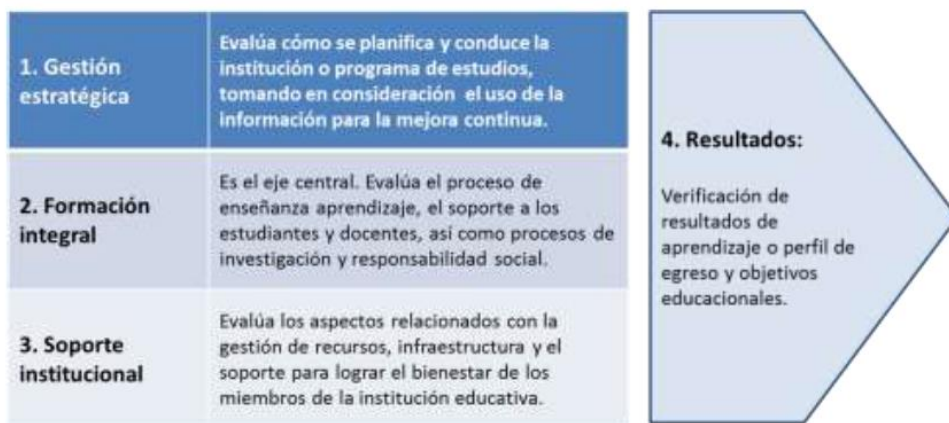 1. Gestión
estratégica
Evalúa cómo se planifica y conduce la
institución o programa de estudios,
tomando en consideración el uso de la
información para la mejora continua.
2. Formación
integral
Es el eje central. Evalúa el proceso de
enseñanza aprendizaje, el soporte a los
estudiantes y docentes, así como procesos de
investigación y responsabilidad social.
3. Soporte
institucional
Evalúa los aspectos relacionados con la
gestión de recursos, infraestructura y el
soporte para lograr el bienestar de los
miembros de la institución educativa.
4. Resultados:
Verificación de
resultados de
aprendizaje o perfil de
egreso y objetivos
educacionales.